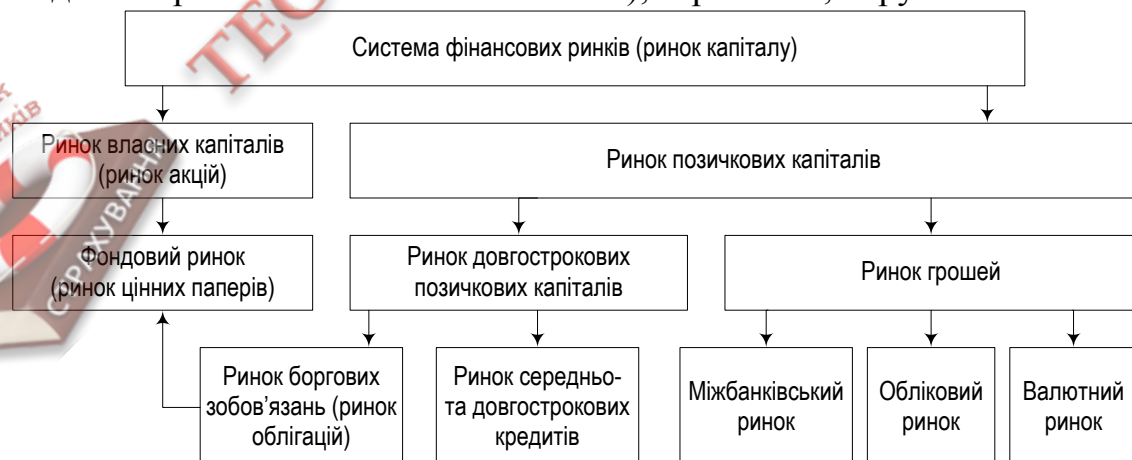 Система фінансових ринків (ринок капіталу)
Ринок власних капіталів
(ринок акцій)
Ринок позичкових капіталів
Фондовий ринок
(ринок цінних паперів)
Ринок довгострокових
позичкових капіталів
Ринок грошей
Ринок боргових
зобов’язань (ринок
облігацій)
Ринок середньо-
та довгострокових
кредитів
Міжбанківський
ринок
Обліковий
ринок
Валютний
ринок
СТРАХУВАННЯ